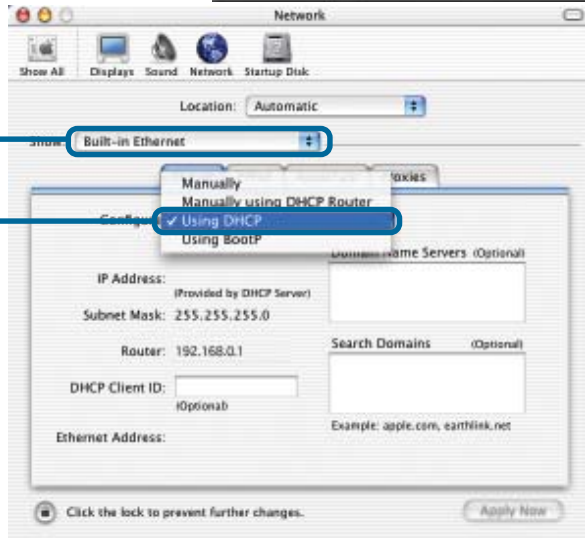 Network
Show All Displays Sound Network Startup Disk
Location: Automatic
Show: Built-in Ethernet
Proxies
Manually
Manually using DHCP Router
✓ Using DHCP
Using BootP
Domain Name Servers (Optional)
IP Address:
(Provided by DHCP Server)
Subnet Mask: 255.255.255.0
Router: 192.168.0.1
Search Domains (Optional)
DHCP Client ID:
(Optional)
Example: apple.com, earthlink.net
Ethernet Address:
Click the lock to prevent further changes.
Apply Now